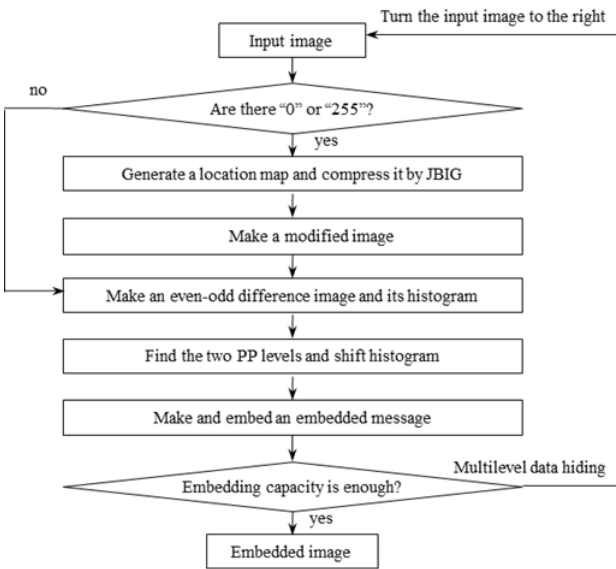 Turn the input image to the right
Input image
no
Are there “0” or “255”?
yes
Generate a location map and compress it by JBIG
Make a modified image
Make an even-odd difference image and its histogram
Find the two PP levels and shift histogram
Make and embed an embedded message
Multilevel data hiding
Embedding capacity is enough?
yes
Embedded image